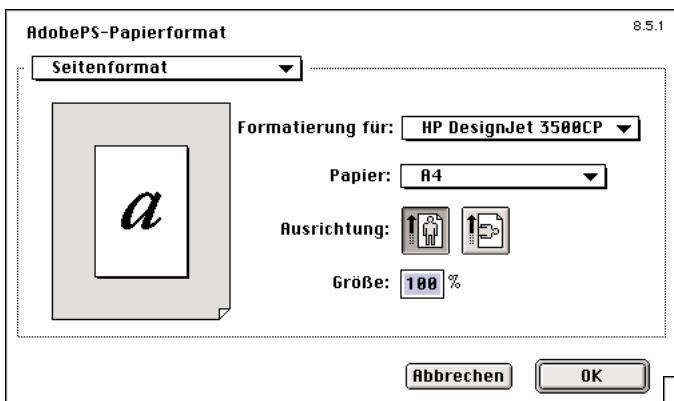 AdobePS-Papierformat 8.5.1
Seitenformat
Formatierung für: HP DesignJet 3500CP
Papier: A4
a
Ausrichtung:
Größe: 100 %
Abbrechen OK